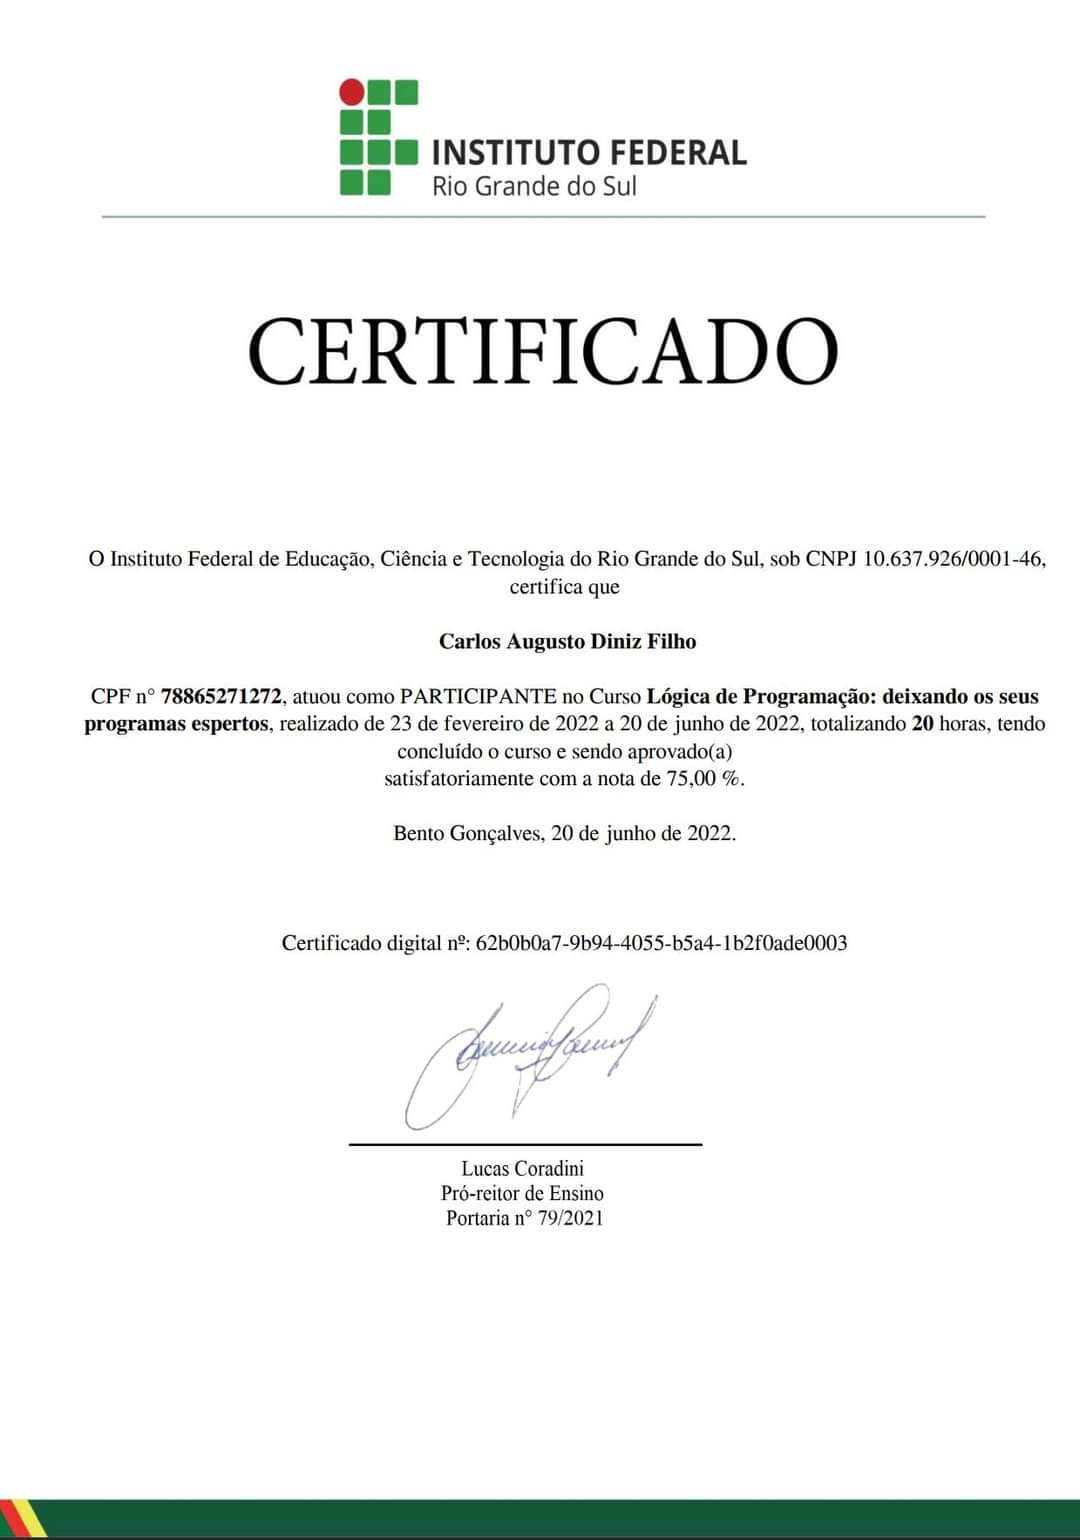 INSTITUTO FEDERAL
Rio Grande do Sul
CERTIFICADO
O Instituto Federal de Educação, Ciência e Tecnologia do Rio Grande do Sul, sob CNPJ 10.637.926/0001-46,
certifica que
Carlos Augusto Diniz Filho
CPF n° 78865271272, atuou como PARTICIPANTE no Curso Lógica de Programação: deixando os seus
programas espertos, realizado de 23 de fevereiro de 2022 a 20 de junho de 2022, totalizando 20 horas, tendo
concluído o curso e sendo aprovado(a)
satisfatoriamente com a nota de 75,00 %.
Bento Gonçalves, 20 de junho de 2022.
Certificado digital nº: 62b0b0a7-9b94-4055-b5a4-1b2f0ade0003
Lucas Coradini
Pró-reitor de Ensino
Portaria n° 79/2021